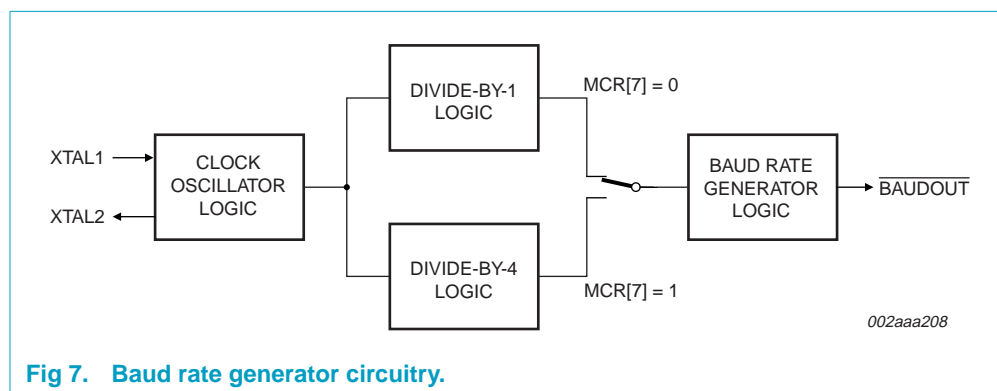 DIVIDE-BY-1
LOGIC
MCR[7] = 0
XTAL1
XTAL2
CLOCK
OSCILLATOR
LOGIC
BAUD RATE
GENERATOR
LOGIC
BAUDOUT
DIVIDE-BY-4
LOGIC
MCR[7] = 1
002aaa208
Fig 7. Baud rate generator circuitry.